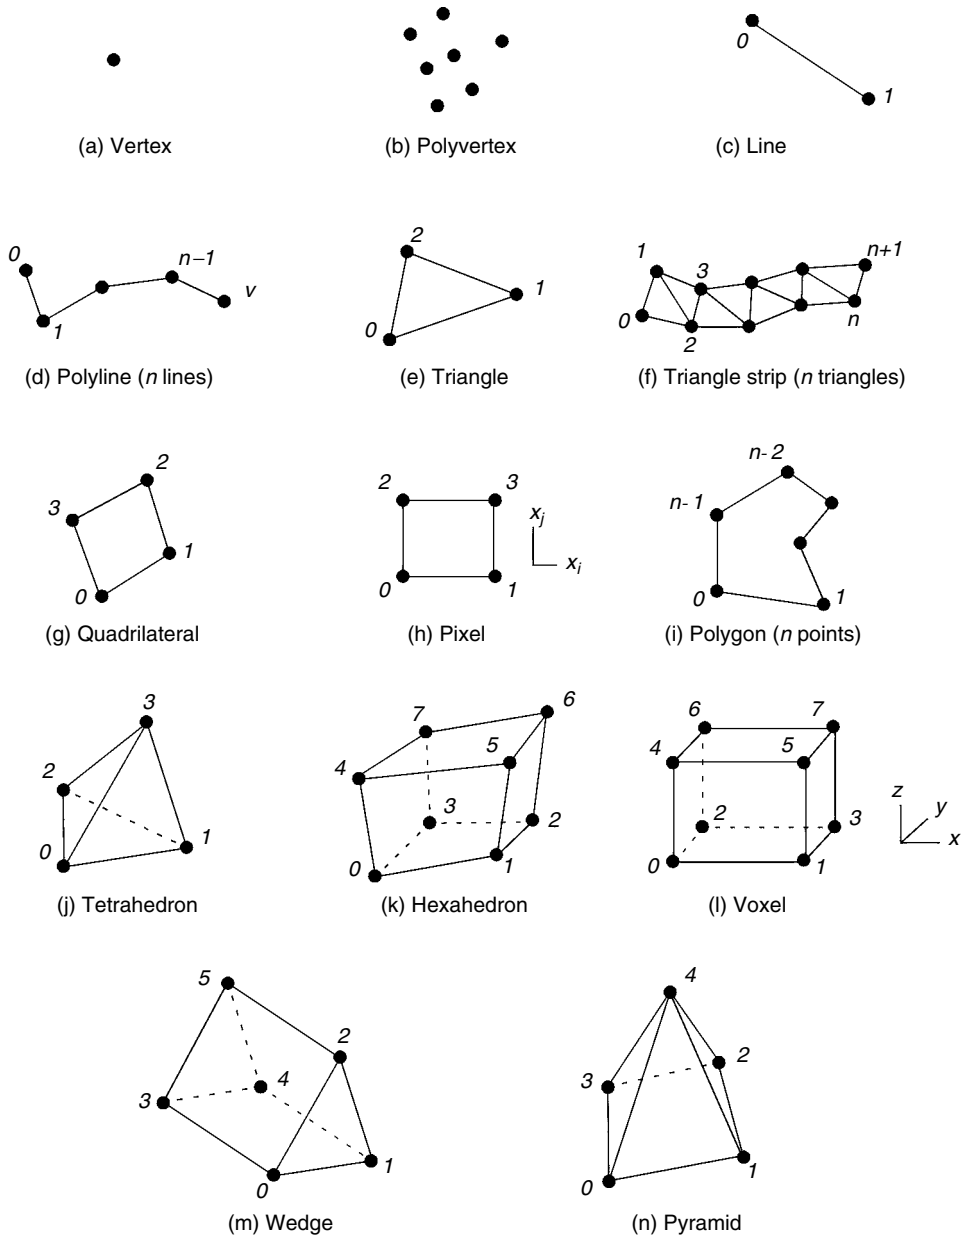 0
1
(a) Vertex
(b) Polyvertex
(c) Line
0
n–1
v
1
2
1
0
1
3
n+1
0
2
n
(d) Polyline (n lines)
(e) Triangle
(f) Triangle strip (n triangles)
2
3
1
0
2
3
0
1
xj
xi
n- 2
n- 1
0
1
(g) Quadrilateral
(h) Pixel
(i) Polygon (n points)
3
2
1
0
7
6
5
4
3
2
1
0
6
7
4
5
2
3
0
1
z
y
x
(j) Tetrahedron
(k) Hexahedron
(l) Voxel
5
2
4
3
1
0
4
2
3
1
0
(m) Wedge
(n) Pyramid